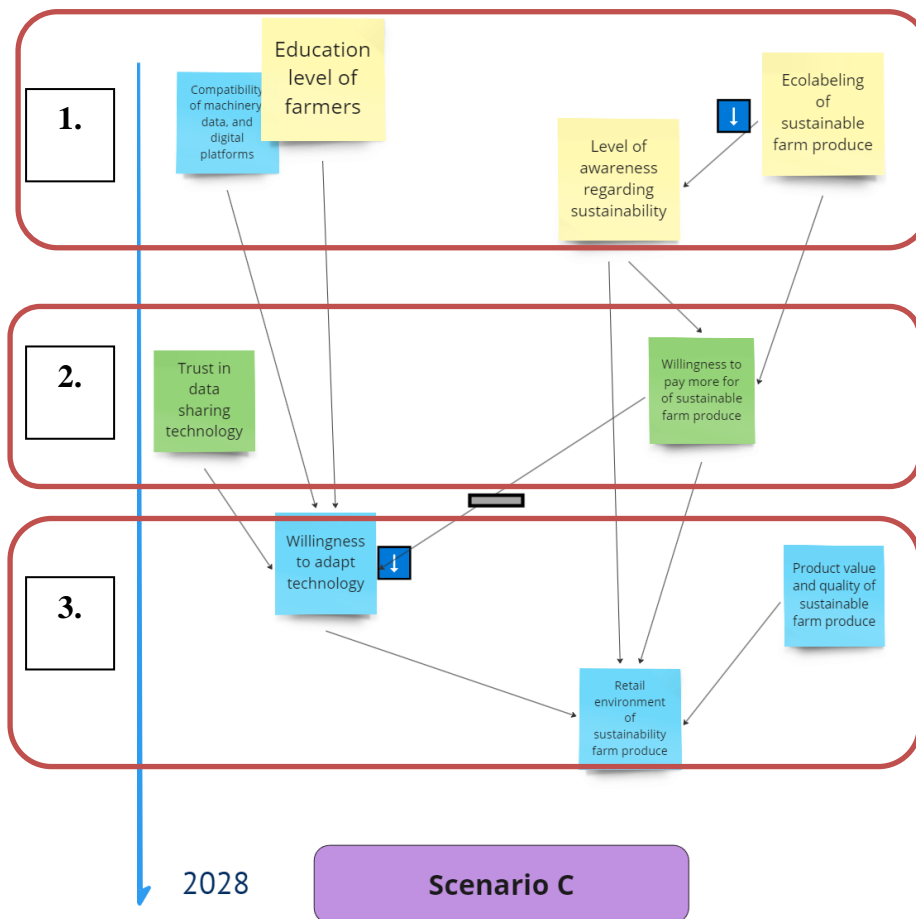 1.
Compatibility
of machinery
data, and
digital
platforms
Education
level of
farmers
Level of
awareness
regarding
sustainability
Ecolabeling
of
sustainable
farm produce
2.
Trust in
data
sharing
technology
Willingness to
pay more for
of sustainable
farm produce
3.
Willingness
to adapt
technology
Product value
and quality of
sustainable
farm produce
Retail
environment
of
sustainability
farm produce
2028
Scenario C